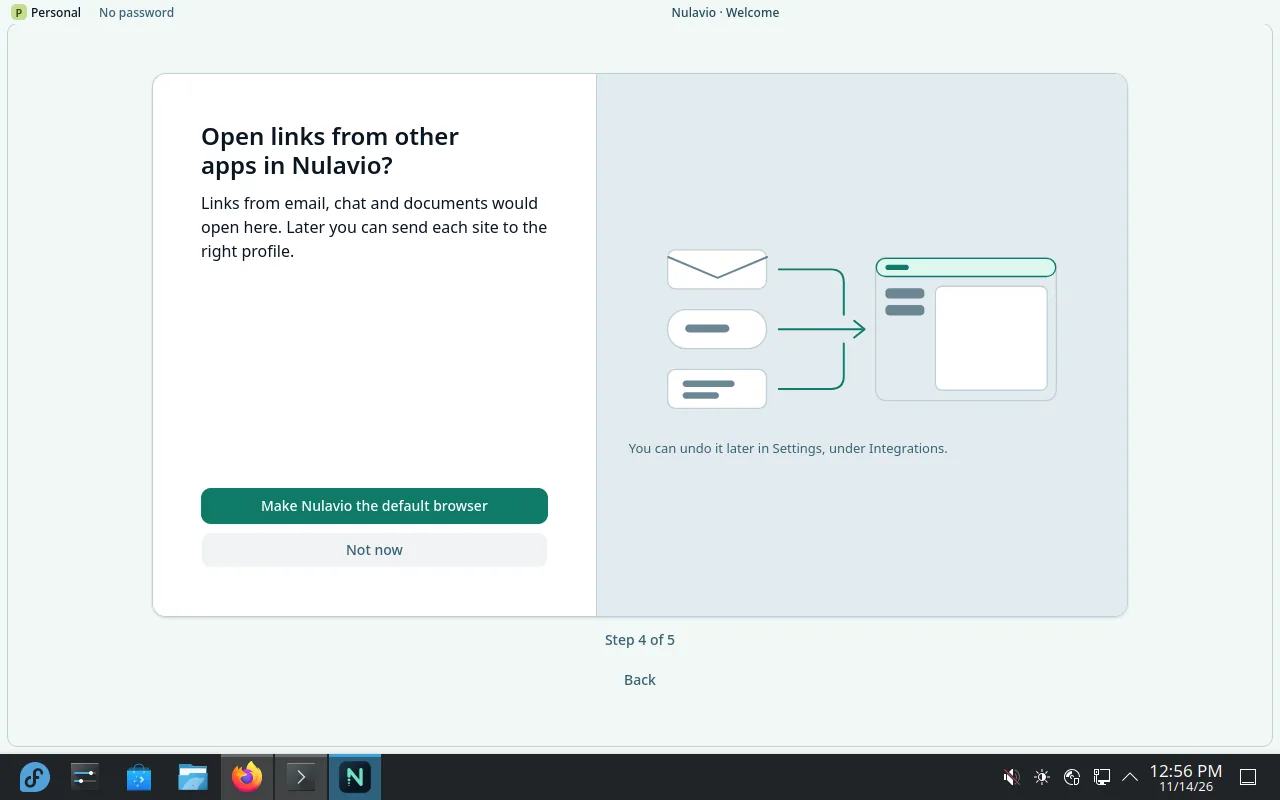 P Personal No password Nulavio · Welcome
Open links from other
apps in Nulavio?
Links from email, chat and documents would
open here. Later you can send each site to the
right profile.
You can undo it later in Settings, under Integrations.
Make Nulavio the default browser
Not now
Step 4 of 5
Back
12:56 PM
11/14/26